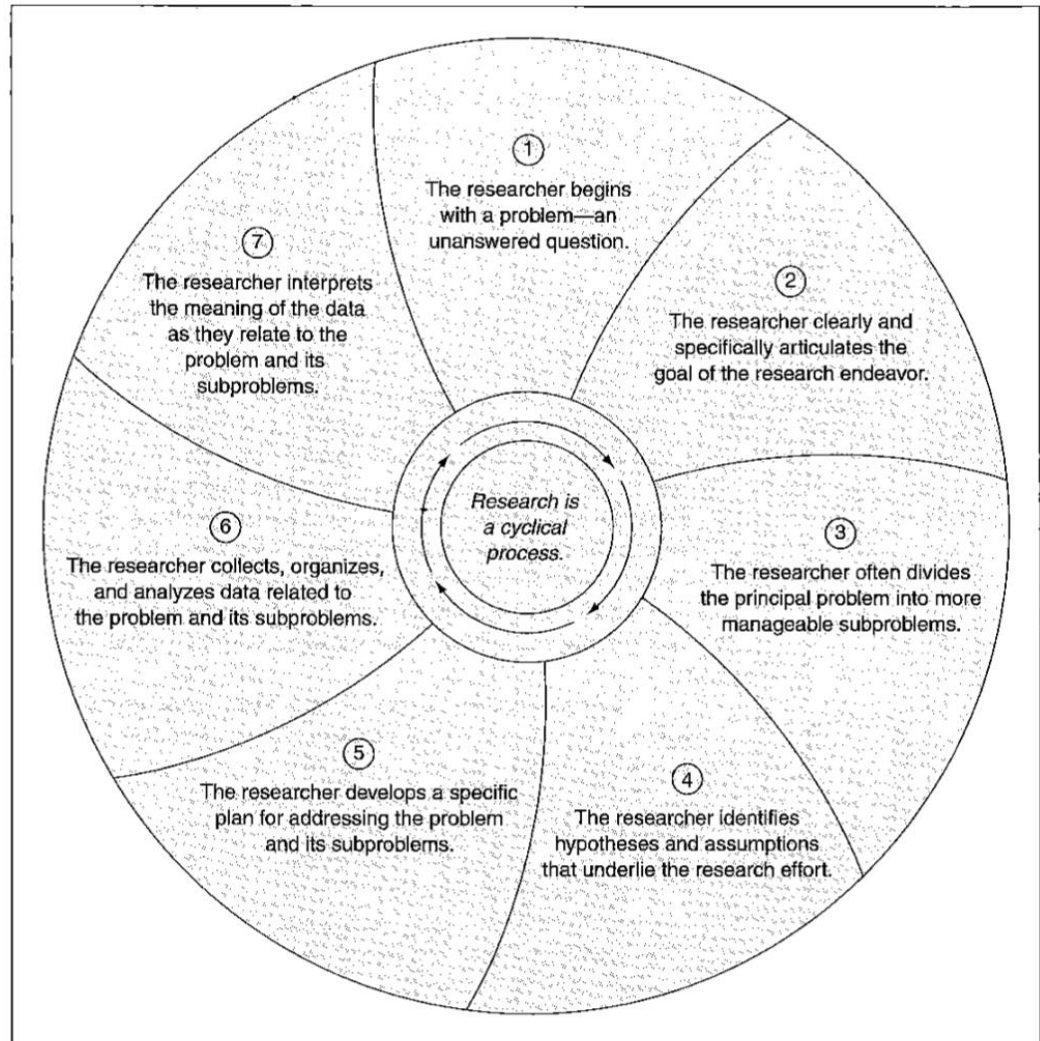 1
The researcher begins
with a problem—an
unanswered question.
2
The researcher clearly and
specifically articulates the
goal of the research endeavor.
3
The researcher often divides
the principal problem into more
manageable subproblems.
4
The researcher identifies
hypotheses and assumptions
that underlie the research effort.
5
The researcher develops a specific
plan for addressing the problem
and its subproblems.
6
The researcher collects, organizes,
and analyzes data related to
the problem and its subproblems.
7
The researcher interprets
the meaning of the data
as they relate to the
problem and its
subproblems.
Research is
a cyclical
process.